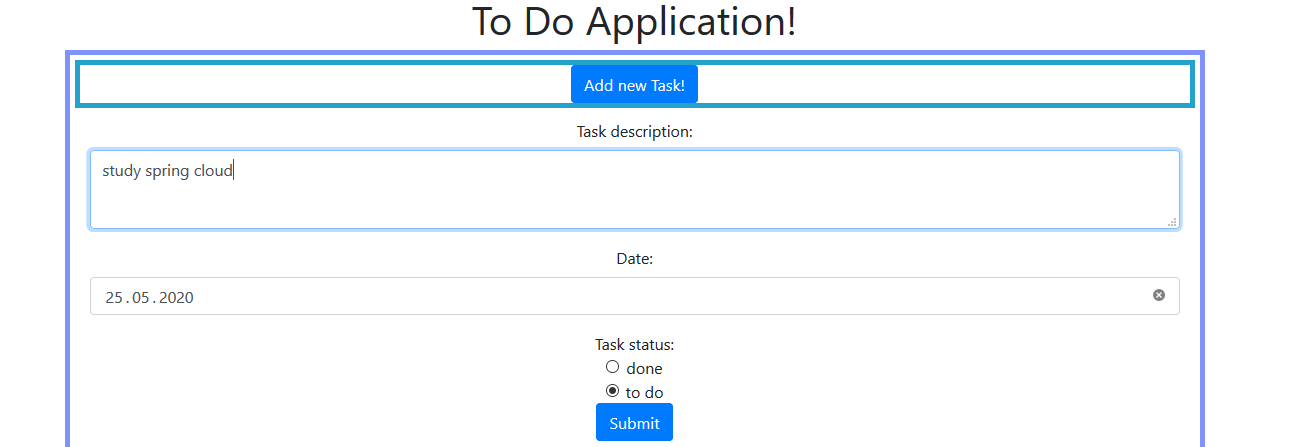 To Do Application!
Add new Task!
Task description:
study spring cloud
Date:
25.05.2020
Task status:
done
to do
Submit